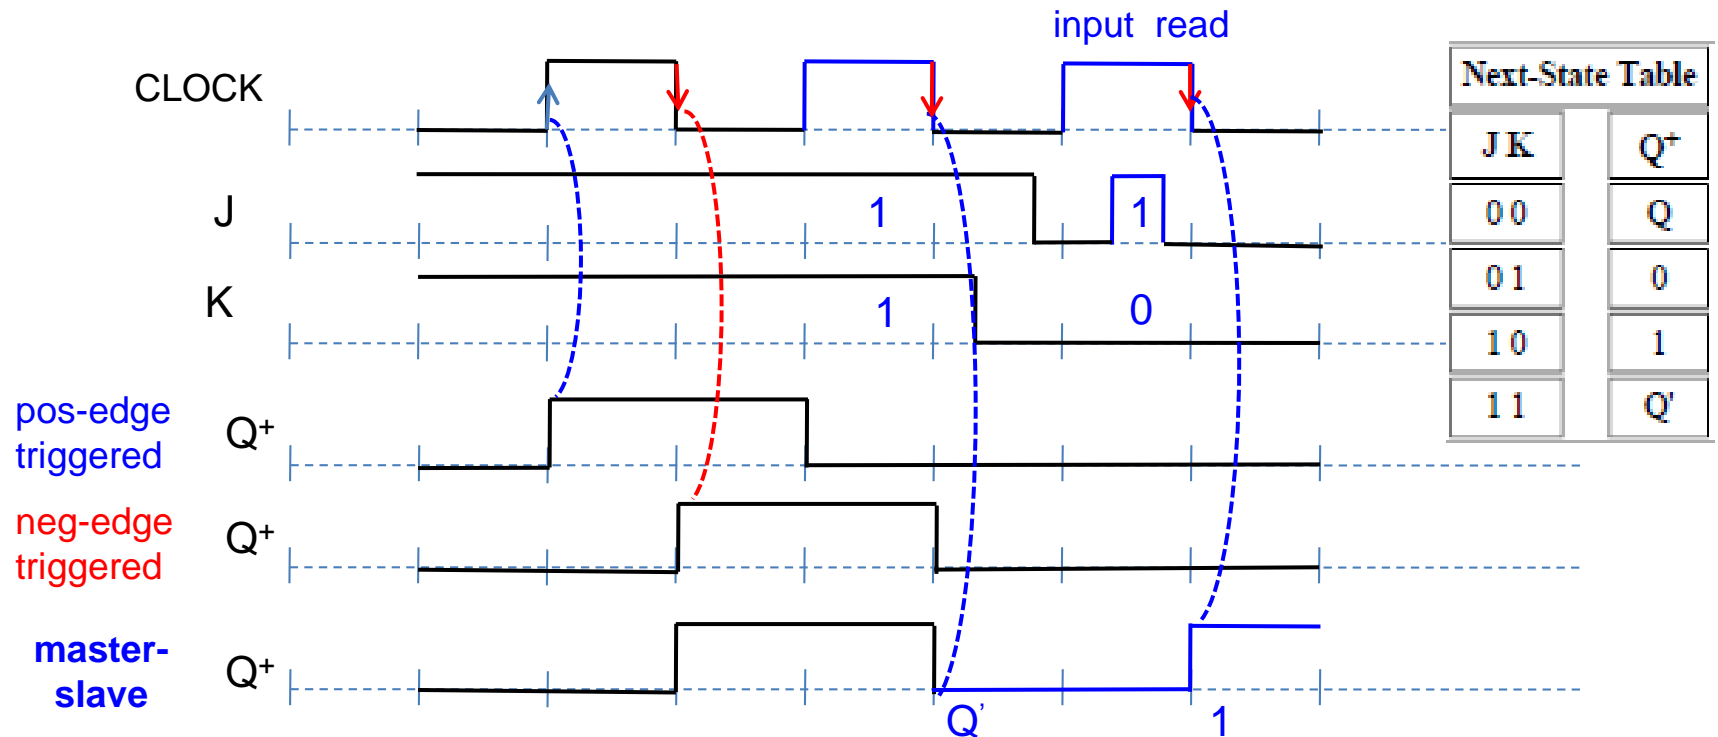 input read
CLOCK
J
1
1
K
1
0
pos-edge
triggered
Q⁺
neg-edge
triggered
Q⁺
master-
slave
Q⁺
Q’
1
Next-State Table
J K Q⁺
0 0 Q
0 1 0
1 0 1
1 1 Q'